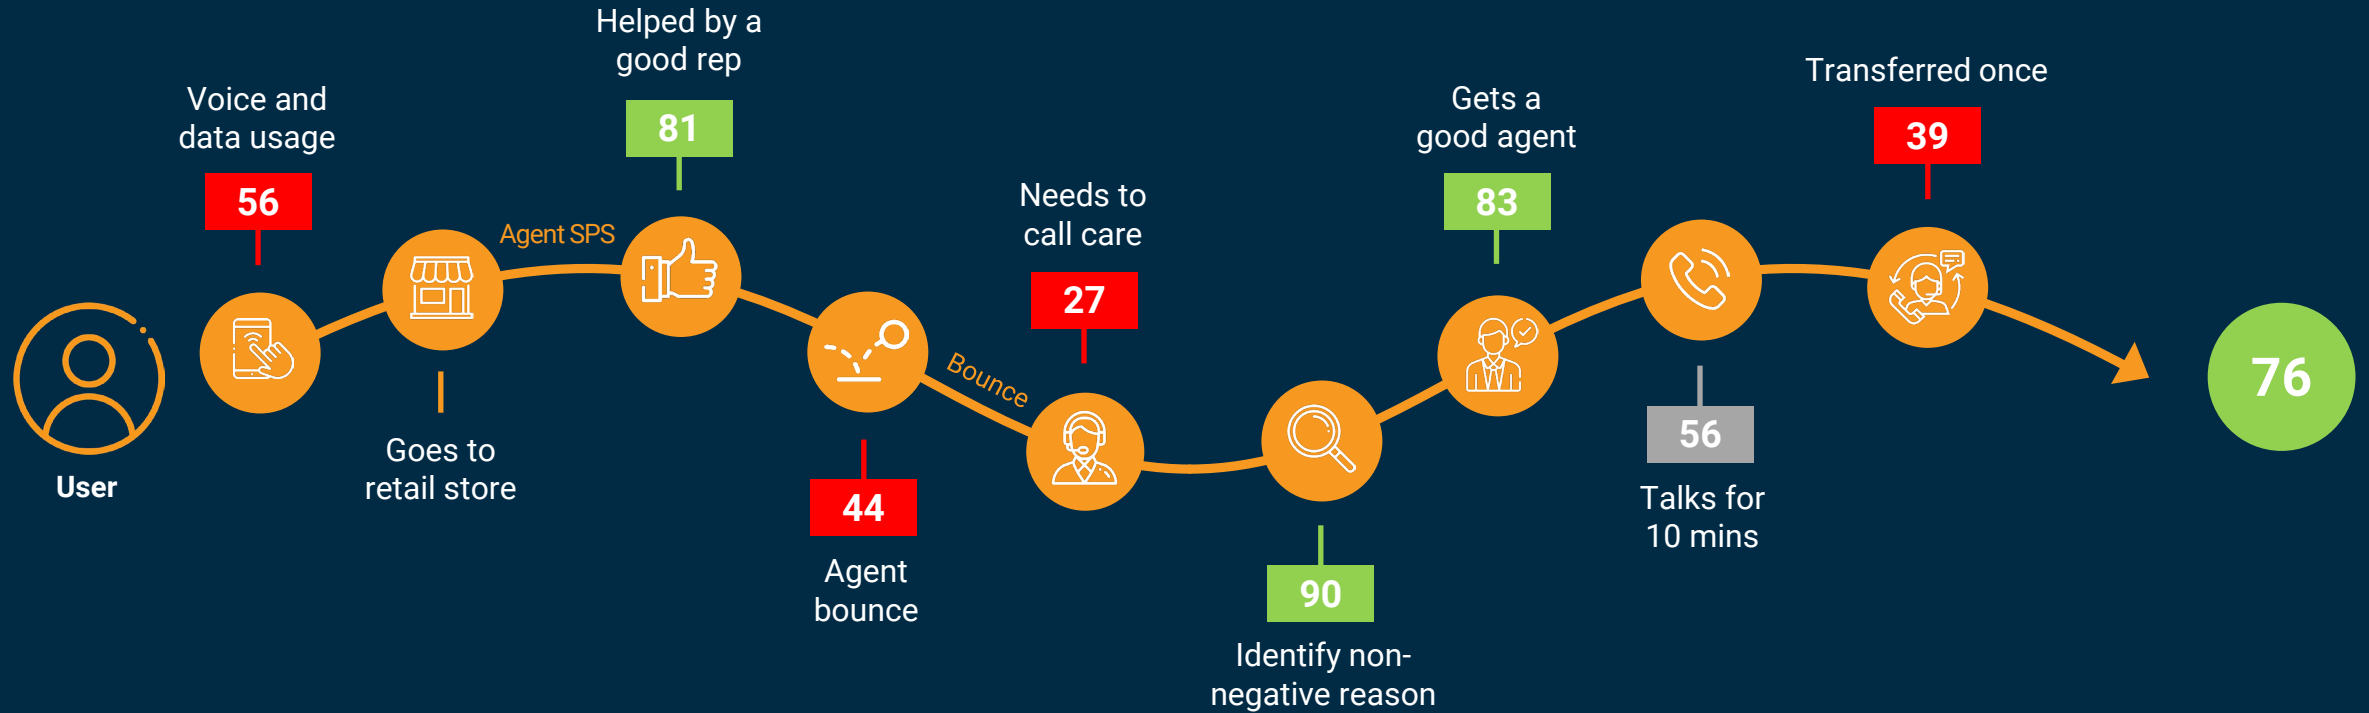 User
Voice and
data usage
56
Goes to
retail store
Agent SPS
Helped by a
good rep
81
44
Agent
bounce
Bounce
Needs to
call care
27
90
Identify non-
negative reason
Gets a
good agent
83
56
Talks for
10 mins
Transferred once
39
76